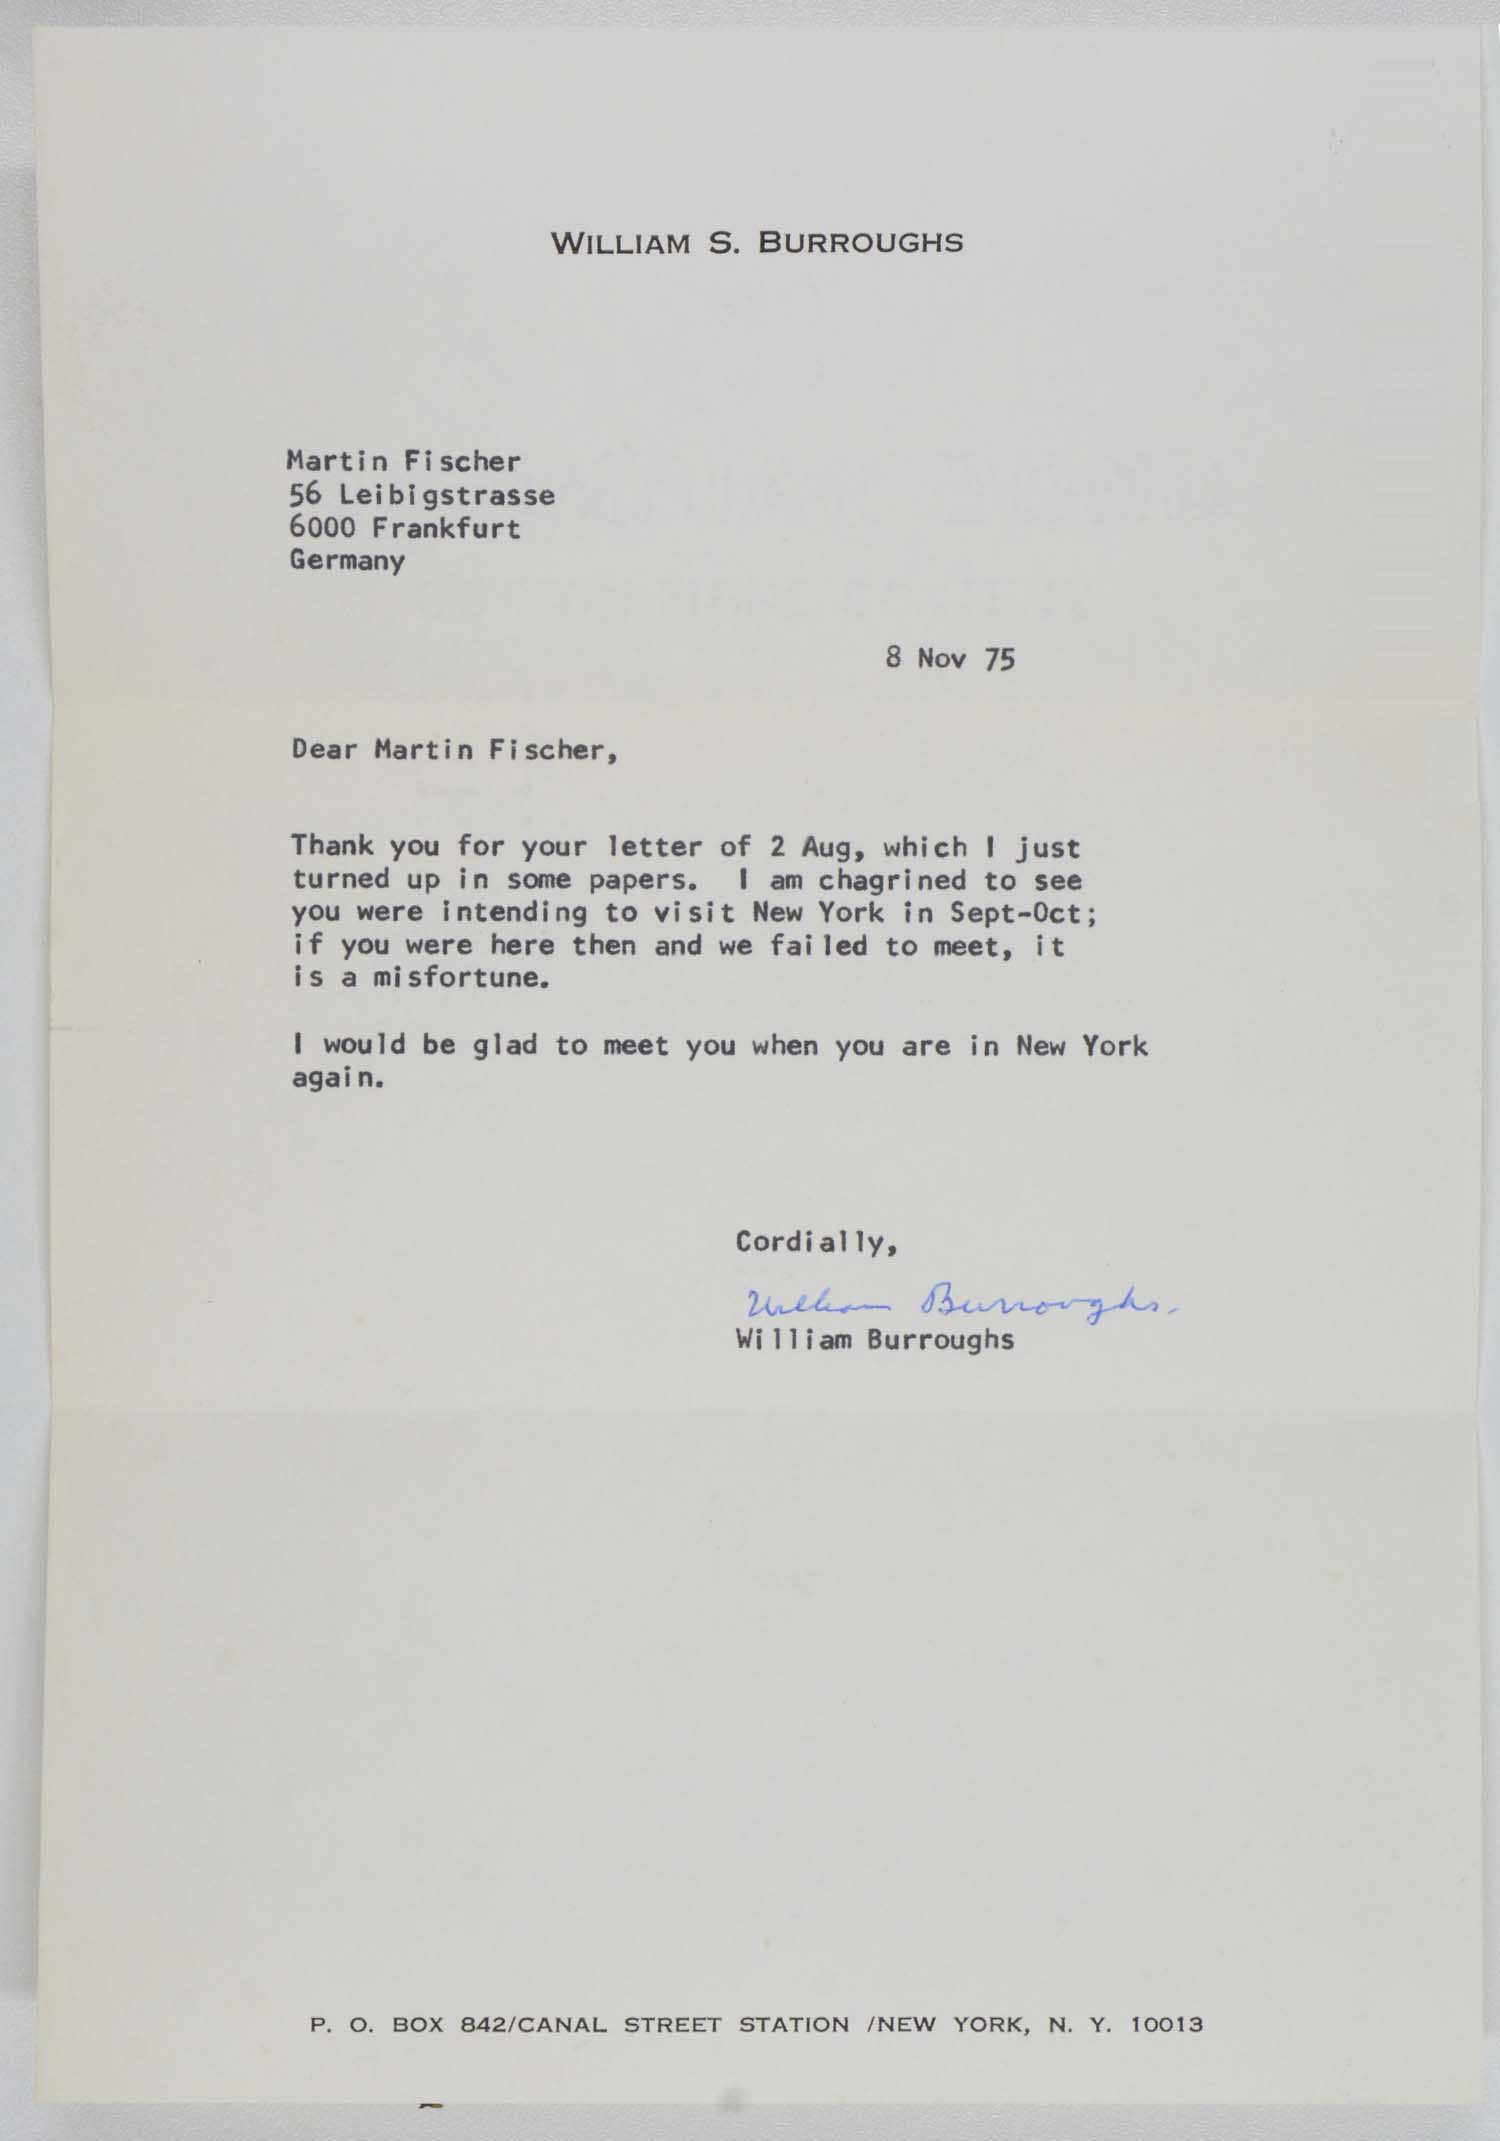 WILLIAM S. BURROUGHS
Martin Fischer
56 Leibigstrasse
6000 Frankfurt
Germany
8 Nov 75
Dear Martin Fischer,
Thank you for your letter of 2 Aug, which I just
turned up in some papers. I am chagrined to see
you were intending to visit New York in Sept-Oct;
if you were here then and we failed to meet, it
is a misfortune.
I would be glad to meet you when you are in New York
again.
Cordially,
William Burroughs.
William Burroughs
P. O. BOX 842/CANAL STREET STATION /NEW YORK, N. Y. 10013